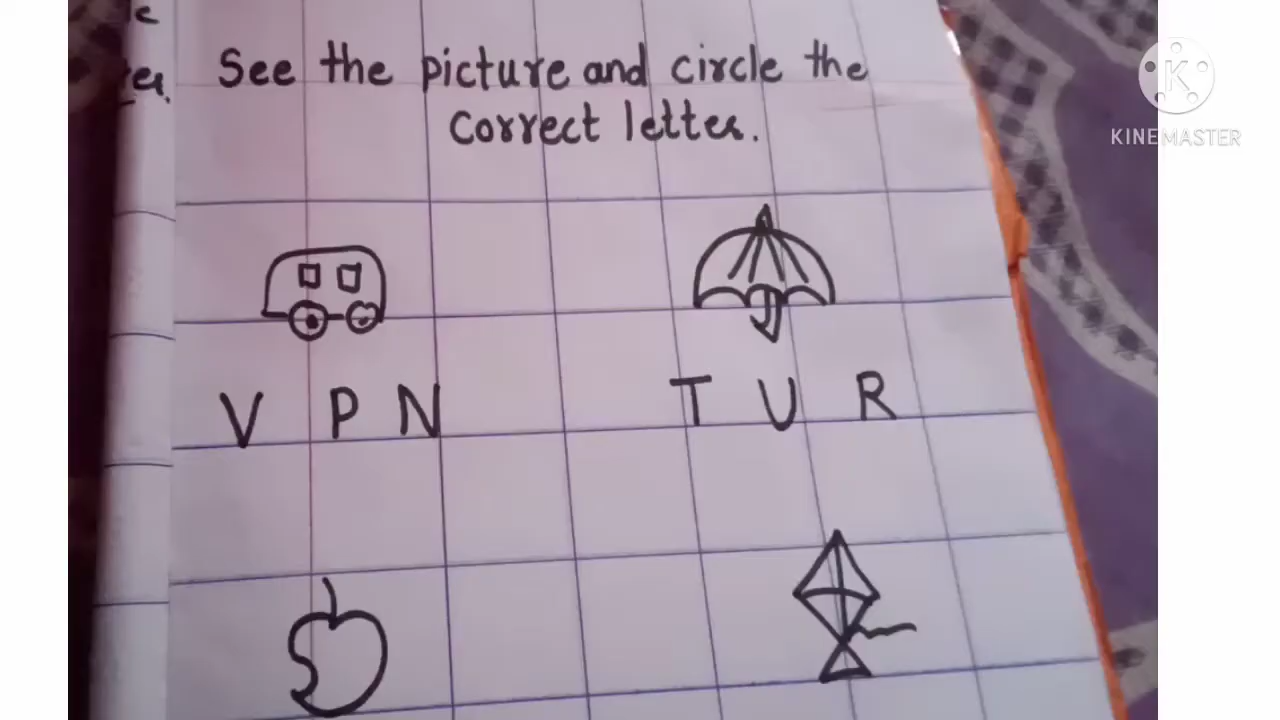 See the picture and circle the
correct letter.
V P N
T U R
KINEMASTER